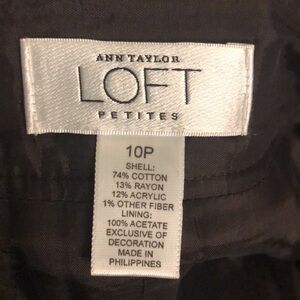 ANN TAYLOR
LOFT
PETITES
10P
SHELL:
74% COTTON
13% RAYON
12% ACRYLIC
1% OTHER FIBER
LINING:
100% ACETATE
EXCLUSIVE OF
DECORATION
MADE IN
PHILIPPINES